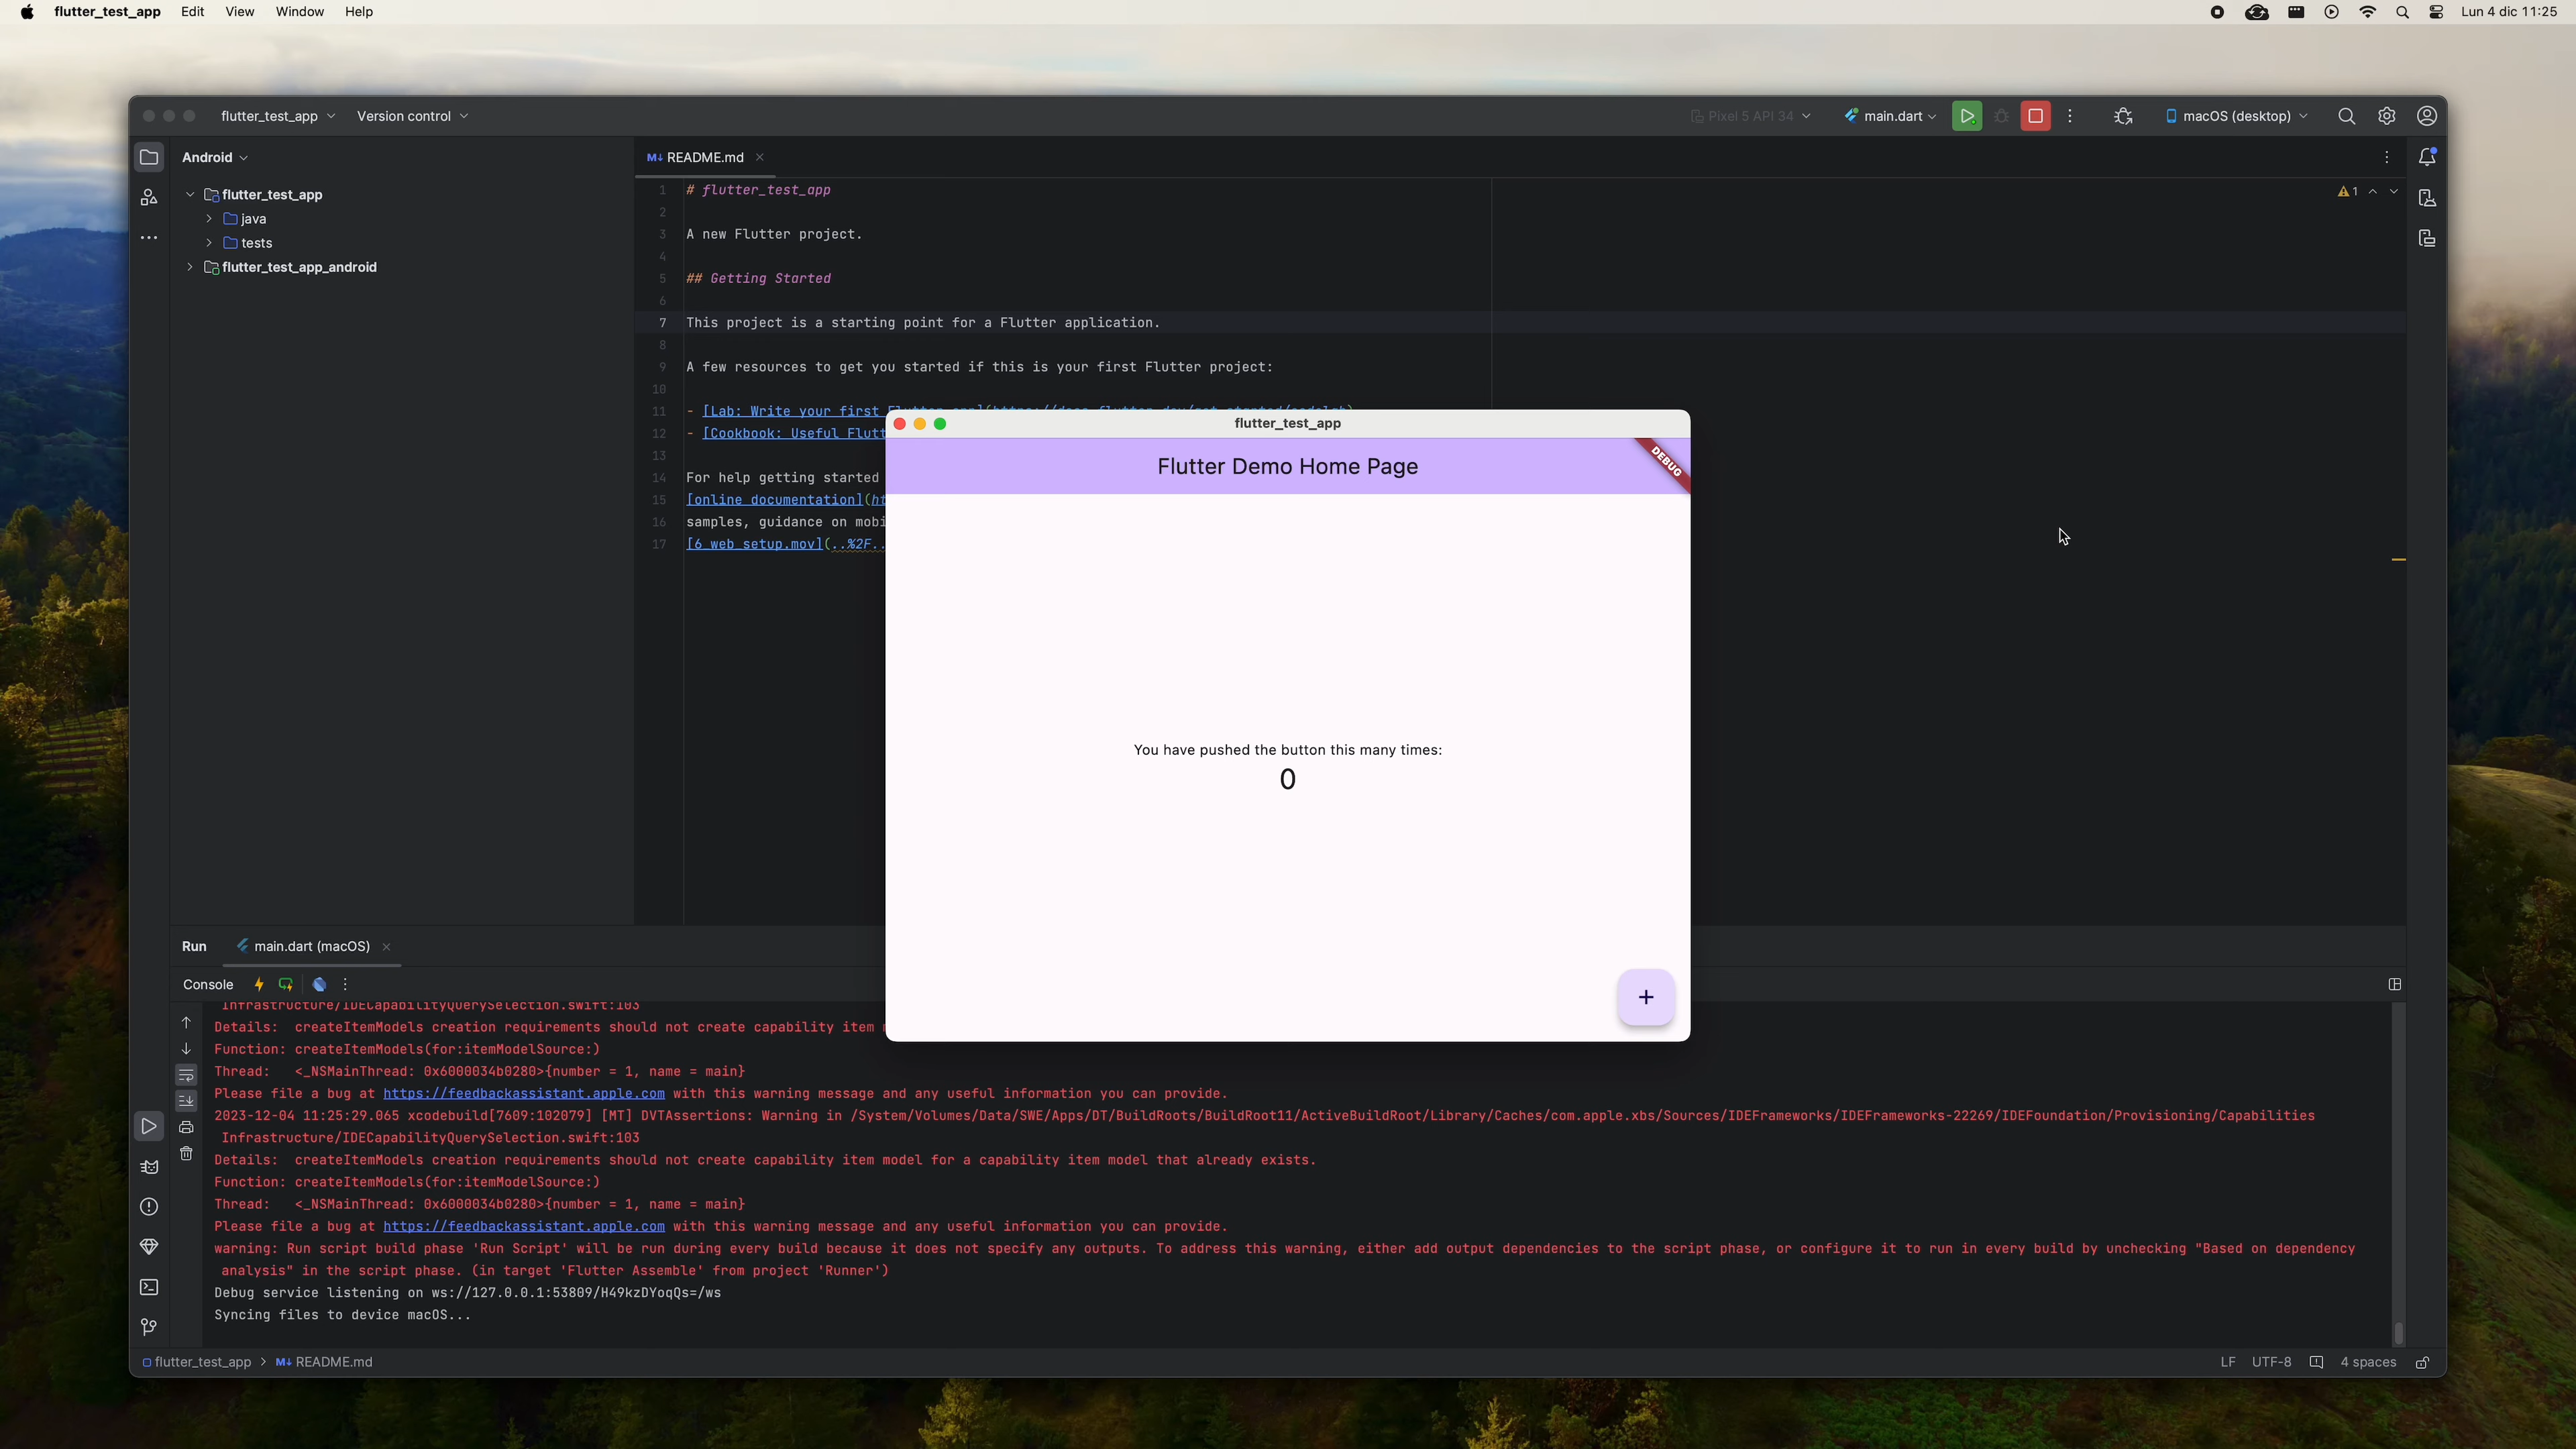 flutter_test_app Edit View Window Help Lun 4 dic 11:25
flutter_test_app Version control Pixel 5 API 34 main.dart macOS (desktop)
Android
flutter_test_app
java
tests
flutter_test_app_android
M↓ README.md
1
1 # flutter_test_app
2
3 A new Flutter project.
4
5 ## Getting Started
6
7 This project is a starting point for a Flutter application.
8
9 A few resources to get you started if this is your first Flutter project:
10
11 - [Lab: Write your first
12 - [Cookbook: Useful Flutt
13
14 For help getting started
15 [online documentation](ht
16 samples, guidance on mobi
17 [6_web_setup.mov](..%2F..
flutter_test_app
Flutter Demo Home Page
DEBUG
You have pushed the button this many times:
0
+
Run main.dart (macOS)
Console
Infrastructure/IDECapabilityQuerySelection.swift:103
Details: createItemModels creation requirements should not create capability item
Function: createItemModels(for:itemModelSource:)
Thread: <_NSMainThread: 0x6000034b0280>{number = 1, name = main}
Please file a bug at https://feedbackassistant.apple.com with this warning message and any useful information you can provide.
2023-12-04 11:25:29.065 xcodebuild[7609:102079] [MT] DVTAssertions: Warning in /System/Volumes/Data/SWE/Apps/DT/BuildRoots/BuildRoot11/ActiveBuildRoot/Library/Caches/com.apple.xbs/Sources/IDEFrameworks/IDEFrameworks-22269/IDEFoundation/Provisioning/Capabilities
Infrastructure/IDECapabilityQuerySelection.swift:103
Details: createItemModels creation requirements should not create capability item model for a capability item model that already exists.
Function: createItemModels(for:itemModelSource:)
Thread: <_NSMainThread: 0x6000034b0280>{number = 1, name = main}
Please file a bug at https://feedbackassistant.apple.com with this warning message and any useful information you can provide.
warning: Run script build phase 'Run Script' will be run during every build because it does not specify any outputs. To address this warning, either add output dependencies to the script phase, or configure it to run in every build by unchecking "Based on dependency
analysis" in the script phase. (in target 'Flutter Assemble' from project 'Runner')
Debug service listening on ws://127.0.0.1:53809/H49kzDYoqQs=/ws
Syncing files to device macOS...
flutter_test_app > M↓ README.md LF UTF-8 4 spaces